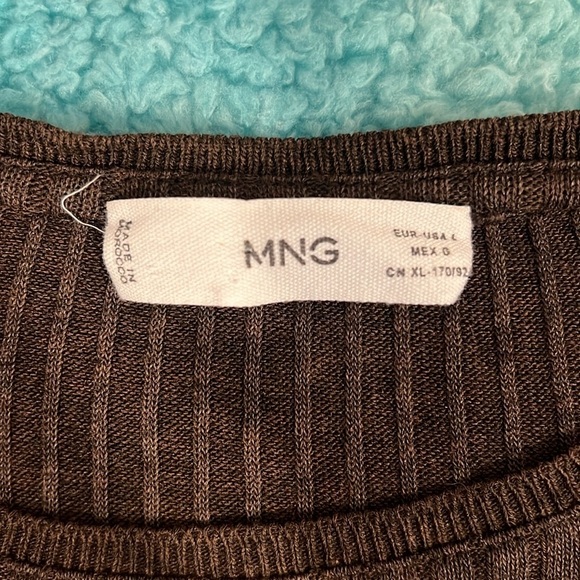 MADE IN
MOROCCO
MNG
EUR-USA L
MEX G
CN XL-170/92